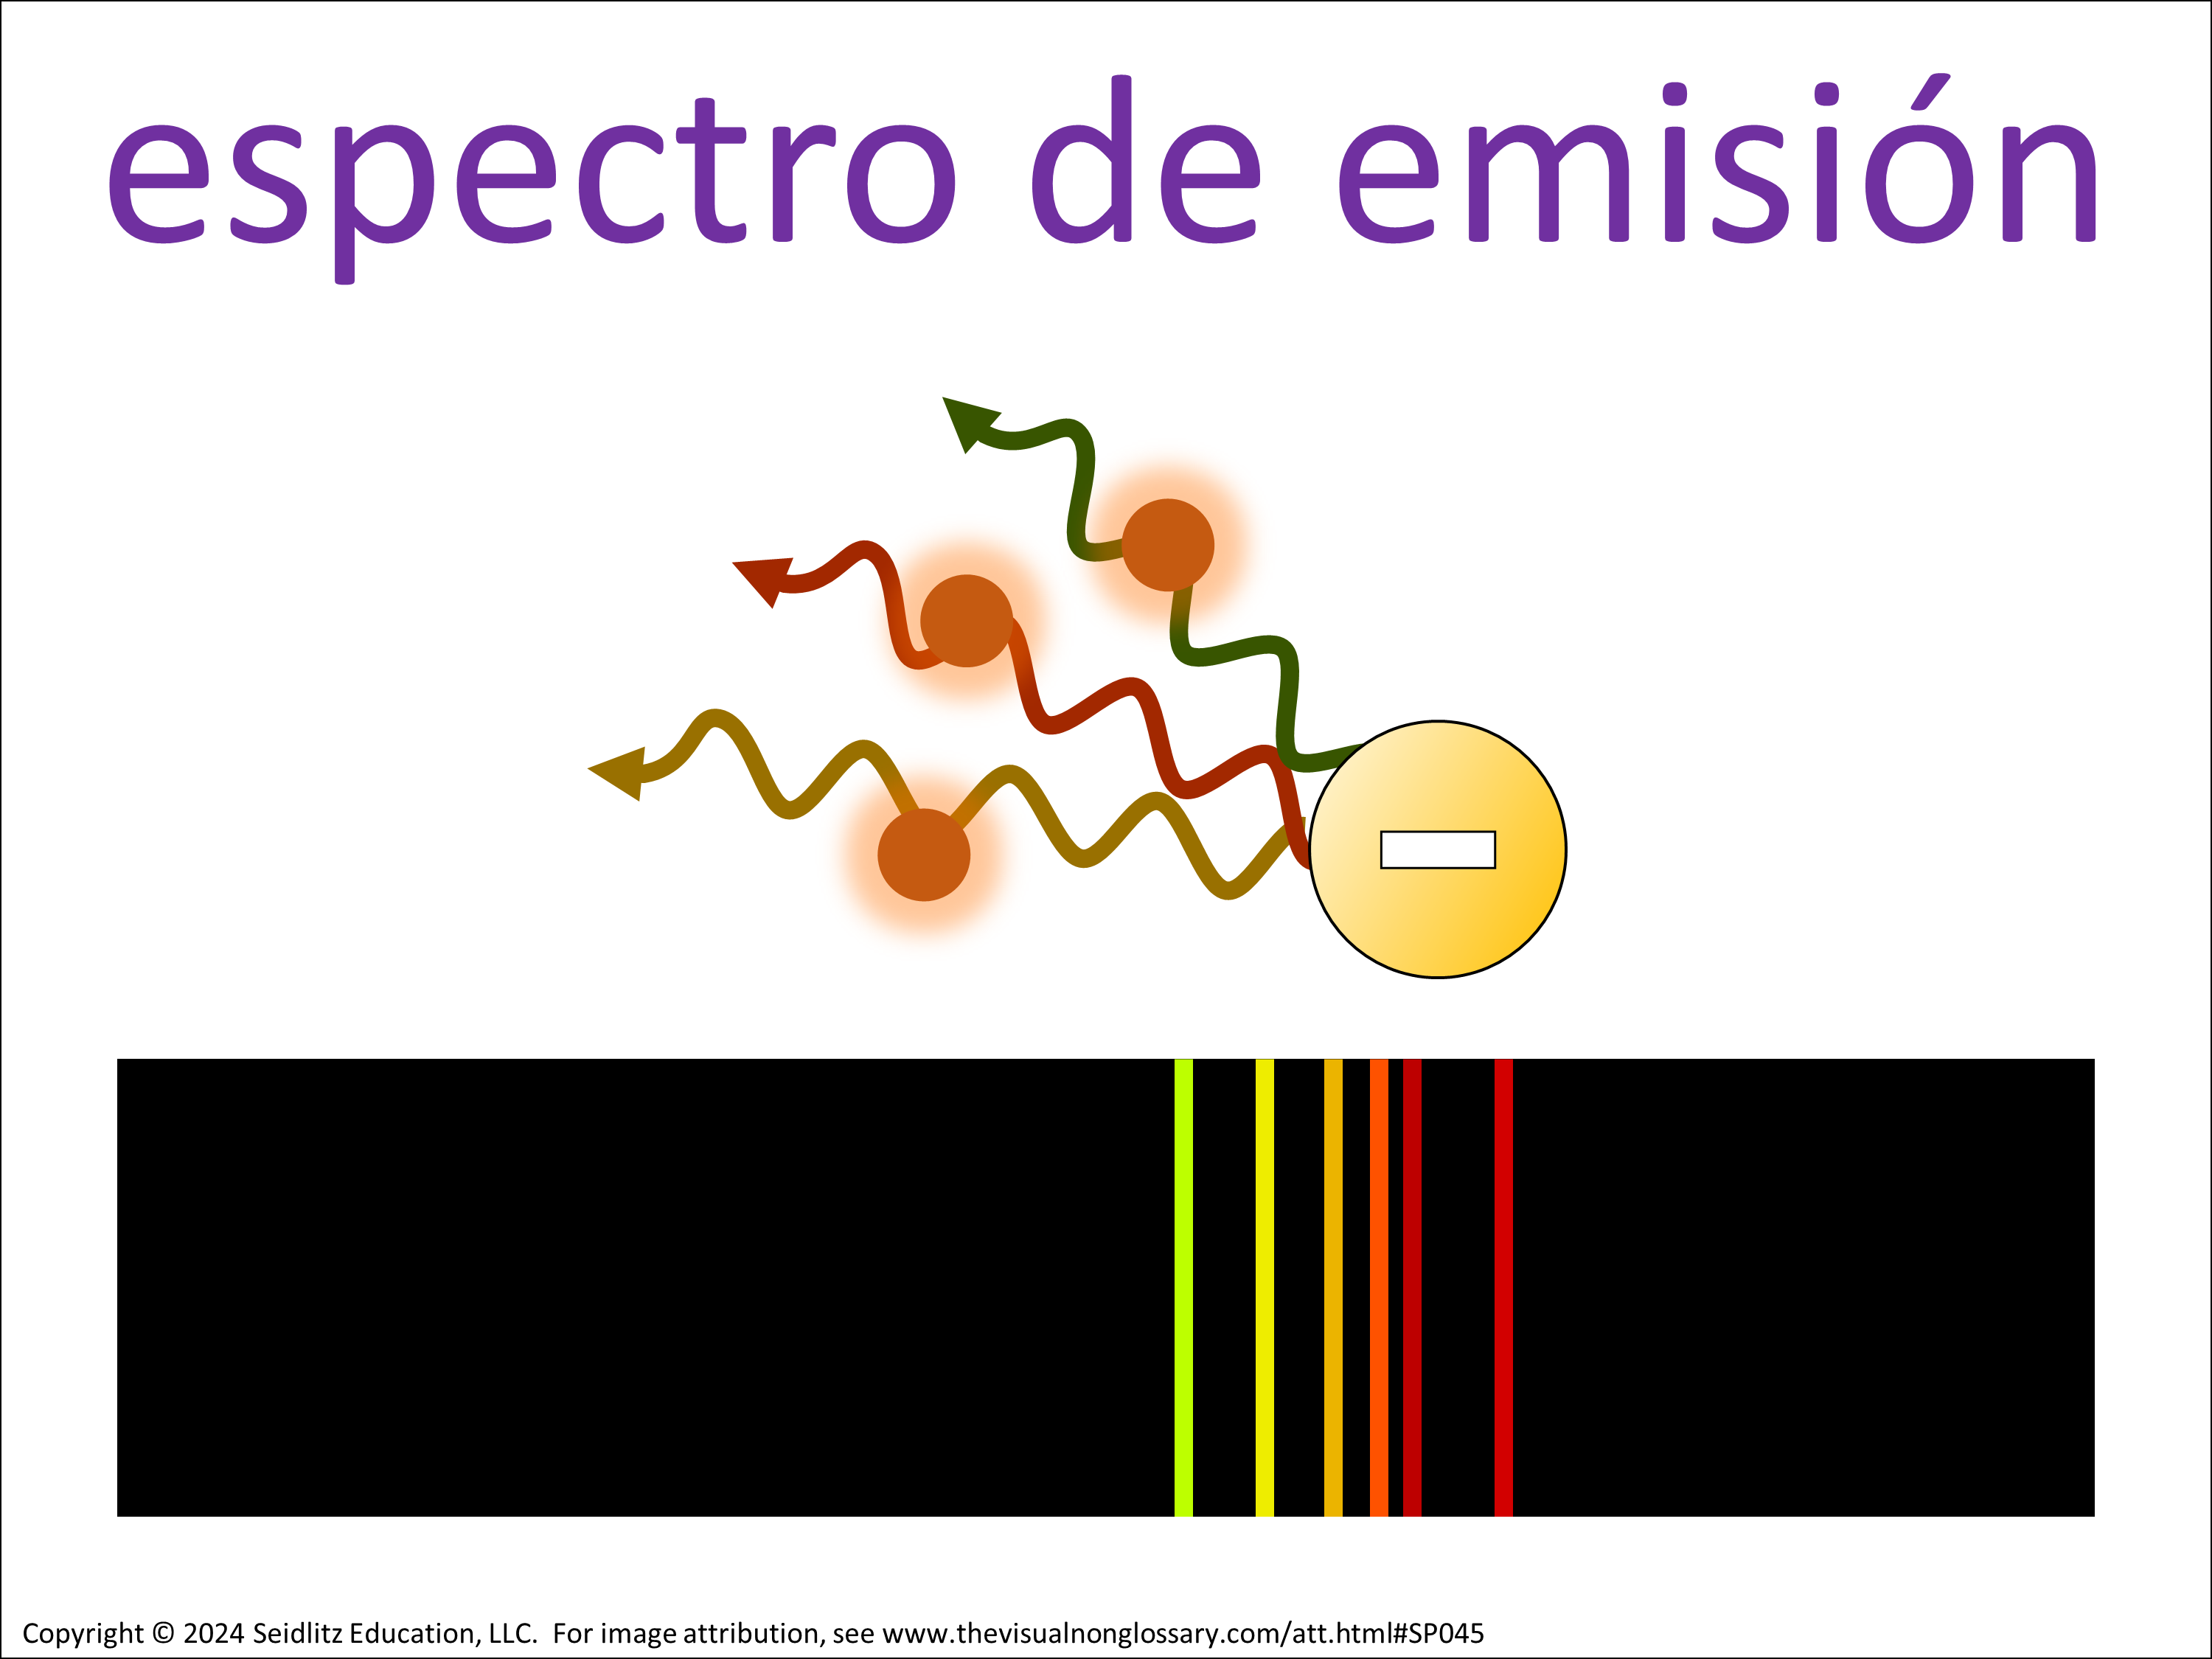 espectro de emisión
Copyright © 2024 Seidlitz Education, LLC.  For image attribution, see www.thevisualnonglossary.com/att.html#SP045